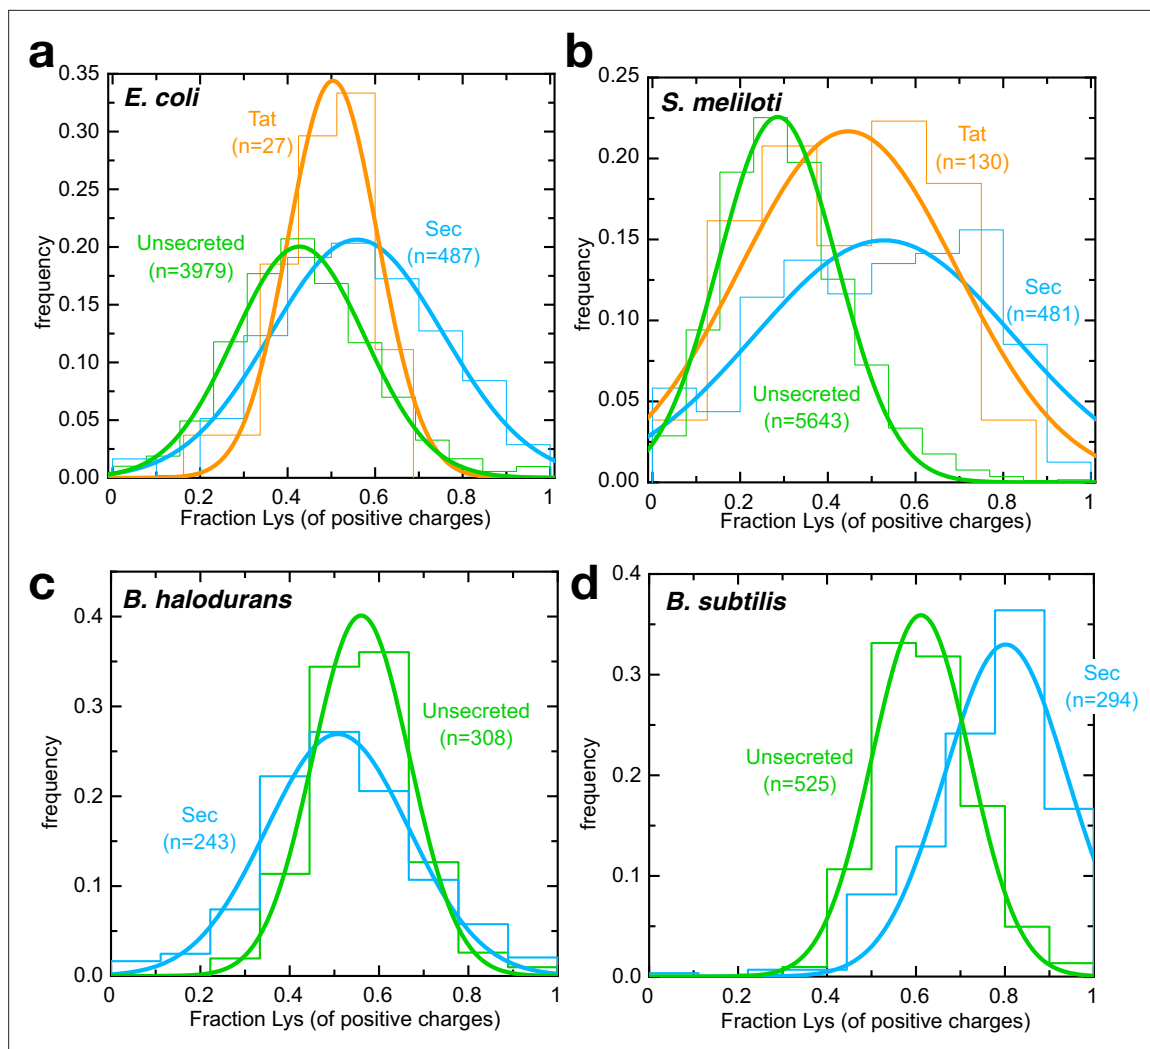 a
E. coli
0.35
0.30
0.25
0.20
0.15
0.10
0.05
0.00
frequency
Tat
(n=27)
Unsecreted
(n=3979)
Sec
(n=487)
0
0.2
0.4
0.6
0.8
1
Fraction Lys (of positive charges)
b
S. meliloti
0.25
0.20
0.15
0.10
0.05
0.00
frequency
Tat
(n=130)
Sec
(n=481)
Unsecreted
(n=5643)
0
0.2
0.4
0.6
0.8
1
Fraction Lys (of positive charges)
c
B. halodurans
0.4
0.3
0.2
0.1
0.0
frequency
Unsecreted
(n=308)
Sec
(n=243)
0
0.2
0.4
0.6
0.8
1
Fraction Lys (of positive charges)
d
B. subtilis
0.4
0.3
0.2
0.1
0.0
frequency
Sec
(n=294)
Unsecreted
(n=525)
0
0.2
0.4
0.6
0.8
1
Fraction Lys (of positive charges)